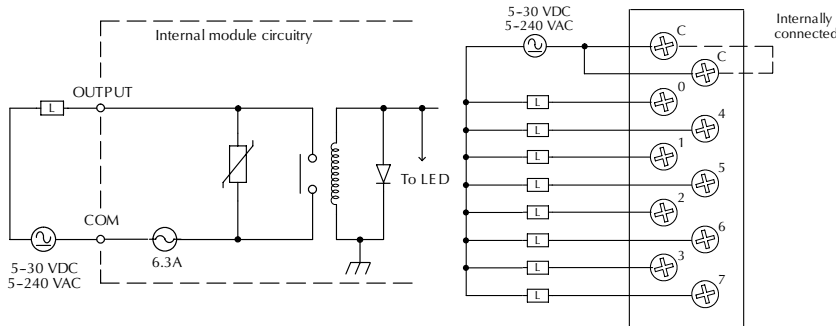 Internal module circuitry
OUTPUT
L
COM
6.3A
5-30 VDC
5-240 VAC
To LED
5-30 VDC
5-240 VAC
Internally
connected
C
C
L
0
L
4
L
1
L
5
L
2
L
6
L
3
L
7